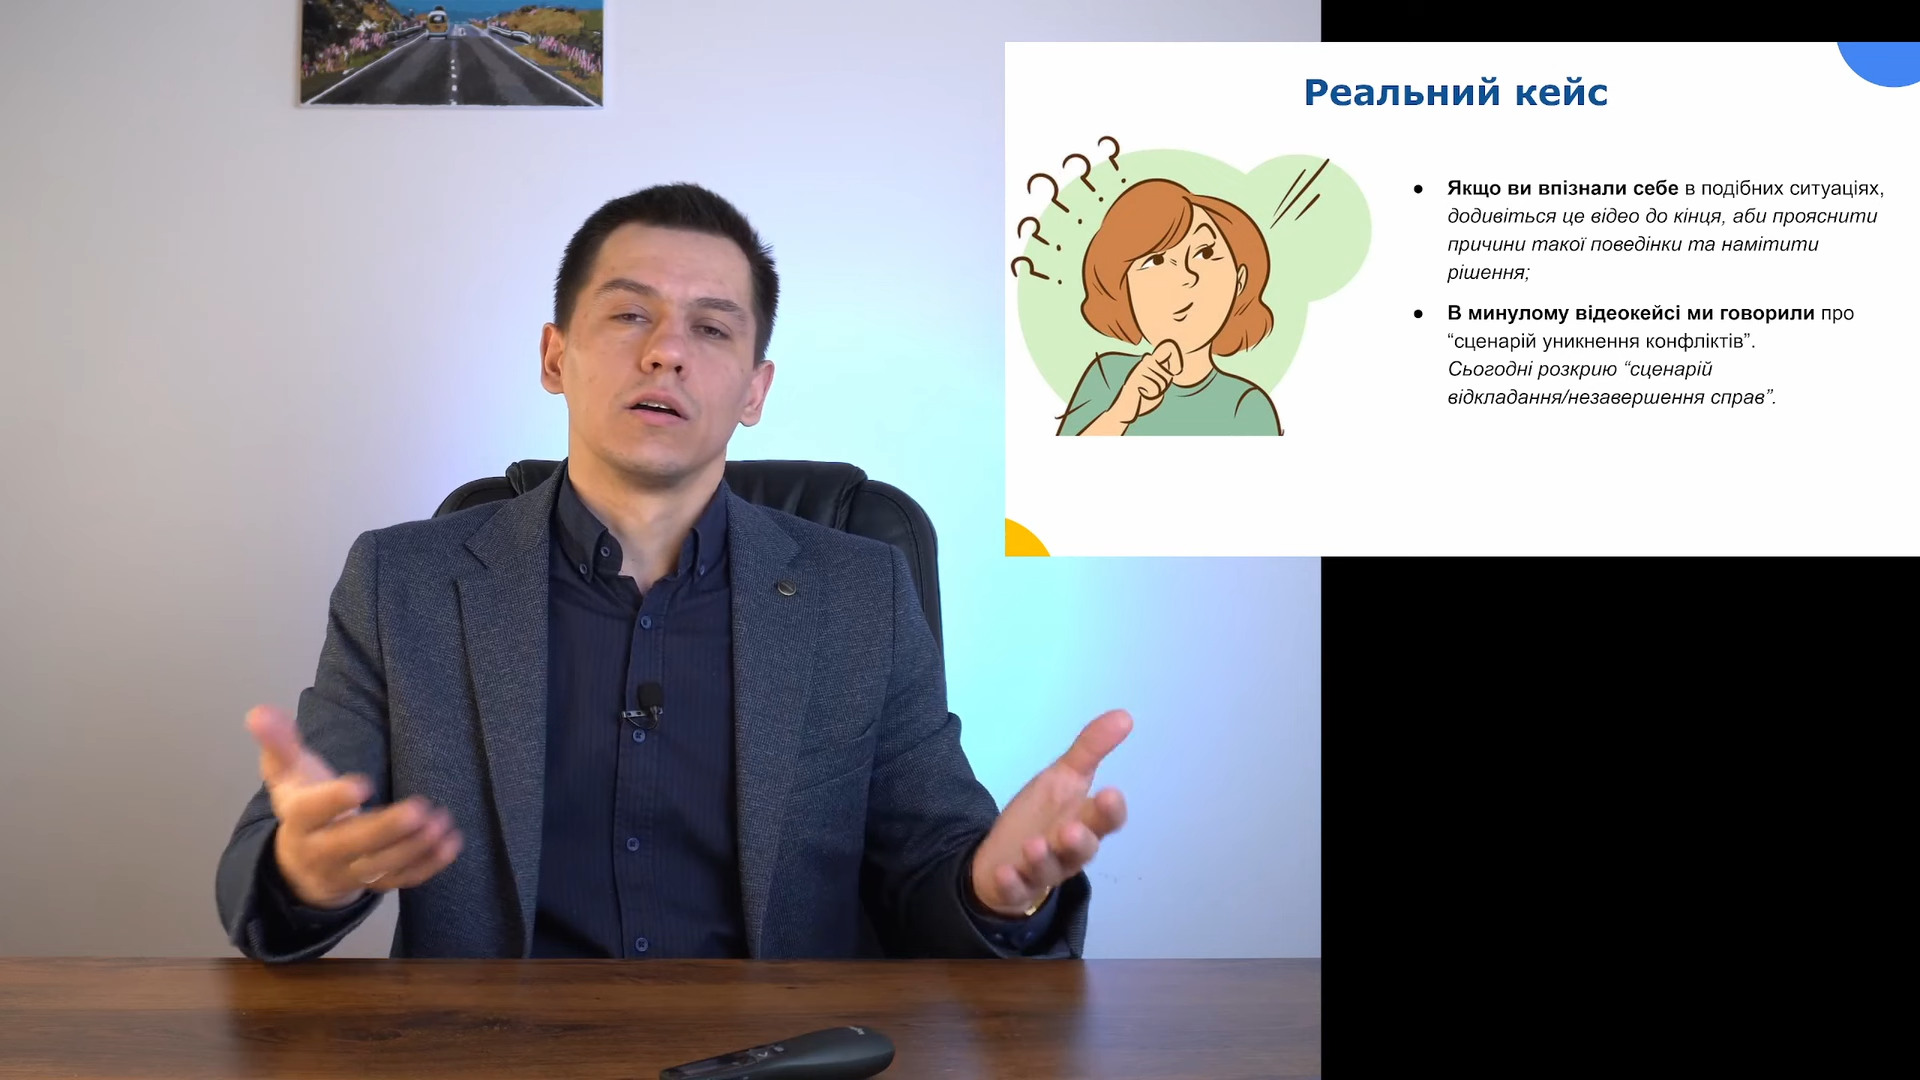 Реальний кейс
● Якщо ви впізнали себе в подібних ситуаціях,
додивіться це відео до кінця, аби прояснити
причини такої поведінки та намітити
рішення;
● В минулому відеокейсі ми говорили про
“сценарій уникнення конфліктів”.
Сьогодні розкрию “сценарій
відкладання/незавершення справ”.